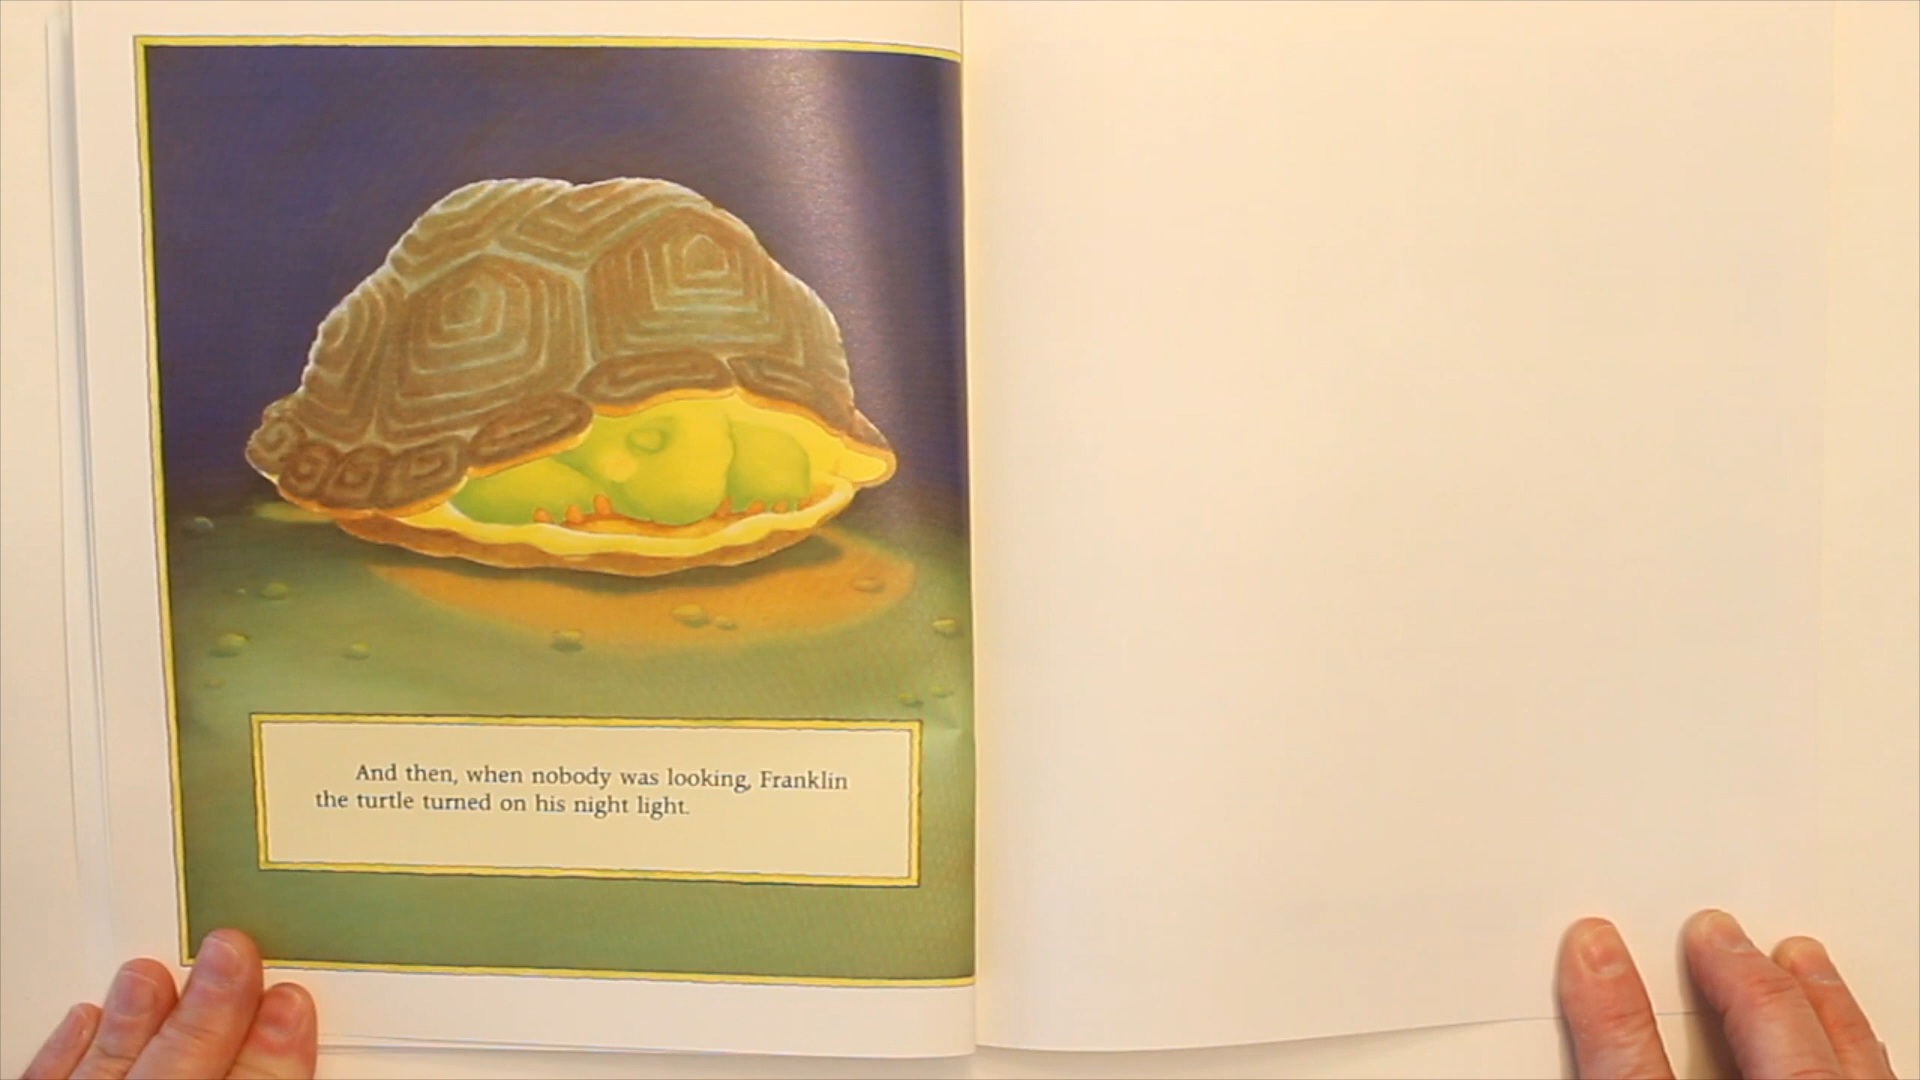 And then, when nobody was looking, Franklin
the turtle turned on his night light.